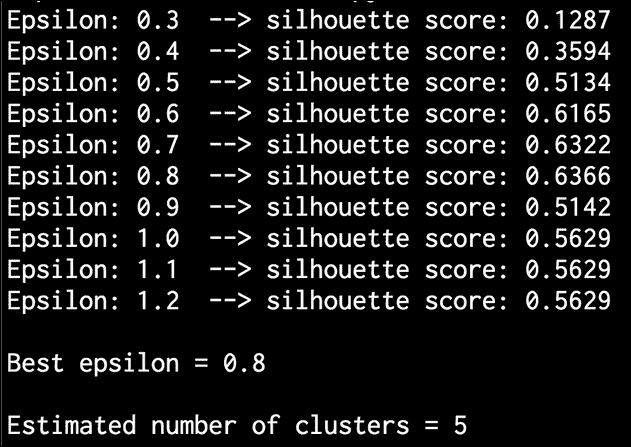 Epsilon: 0.3  --> silhouette score: 0.1287
Epsilon: 0.4  --> silhouette score: 0.3594
Epsilon: 0.5  --> silhouette score: 0.5134
Epsilon: 0.6  --> silhouette score: 0.6165
Epsilon: 0.7  --> silhouette score: 0.6322
Epsilon: 0.8  --> silhouette score: 0.6366
Epsilon: 0.9  --> silhouette score: 0.5142
Epsilon: 1.0  --> silhouette score: 0.5629
Epsilon: 1.1  --> silhouette score: 0.5629
Epsilon: 1.2  --> silhouette score: 0.5629
Best epsilon = 0.8
Estimated number of clusters = 5